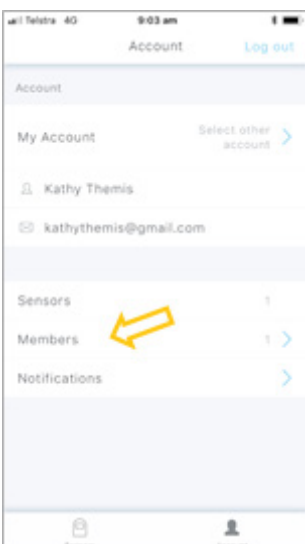 Telstra 4G 9:03 am
Account Log out
Account
My Account Select other
account
Kathy Themis
kathythemis@gmail.com
Sensors 1
Members 1
Notifications